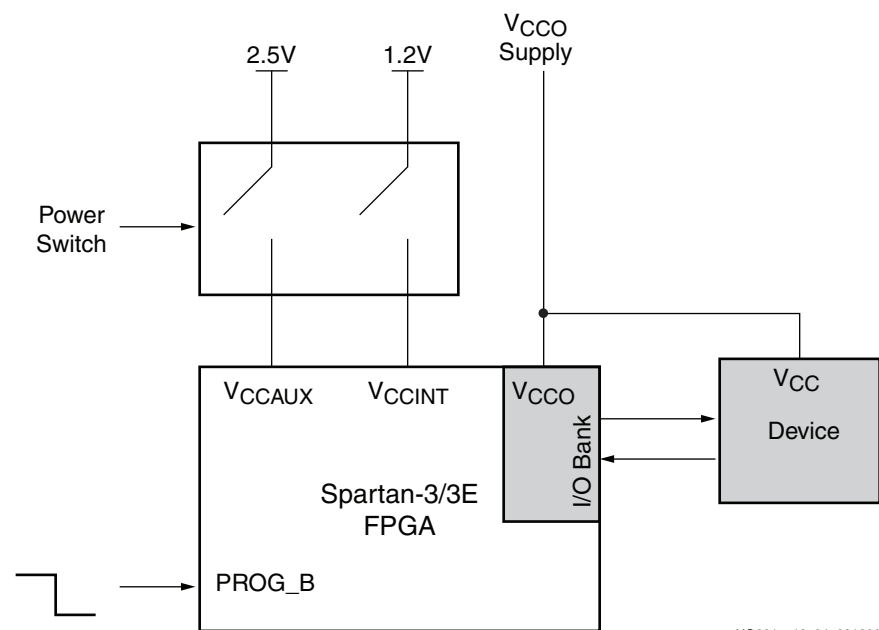 VCCO
Supply
2.5V
1.2V
Power
Switch
VCCAUX
VCCINT
VCCO
I/O Bank
VCC
Device
Spartan-3/3E
FPGA
PROG_B